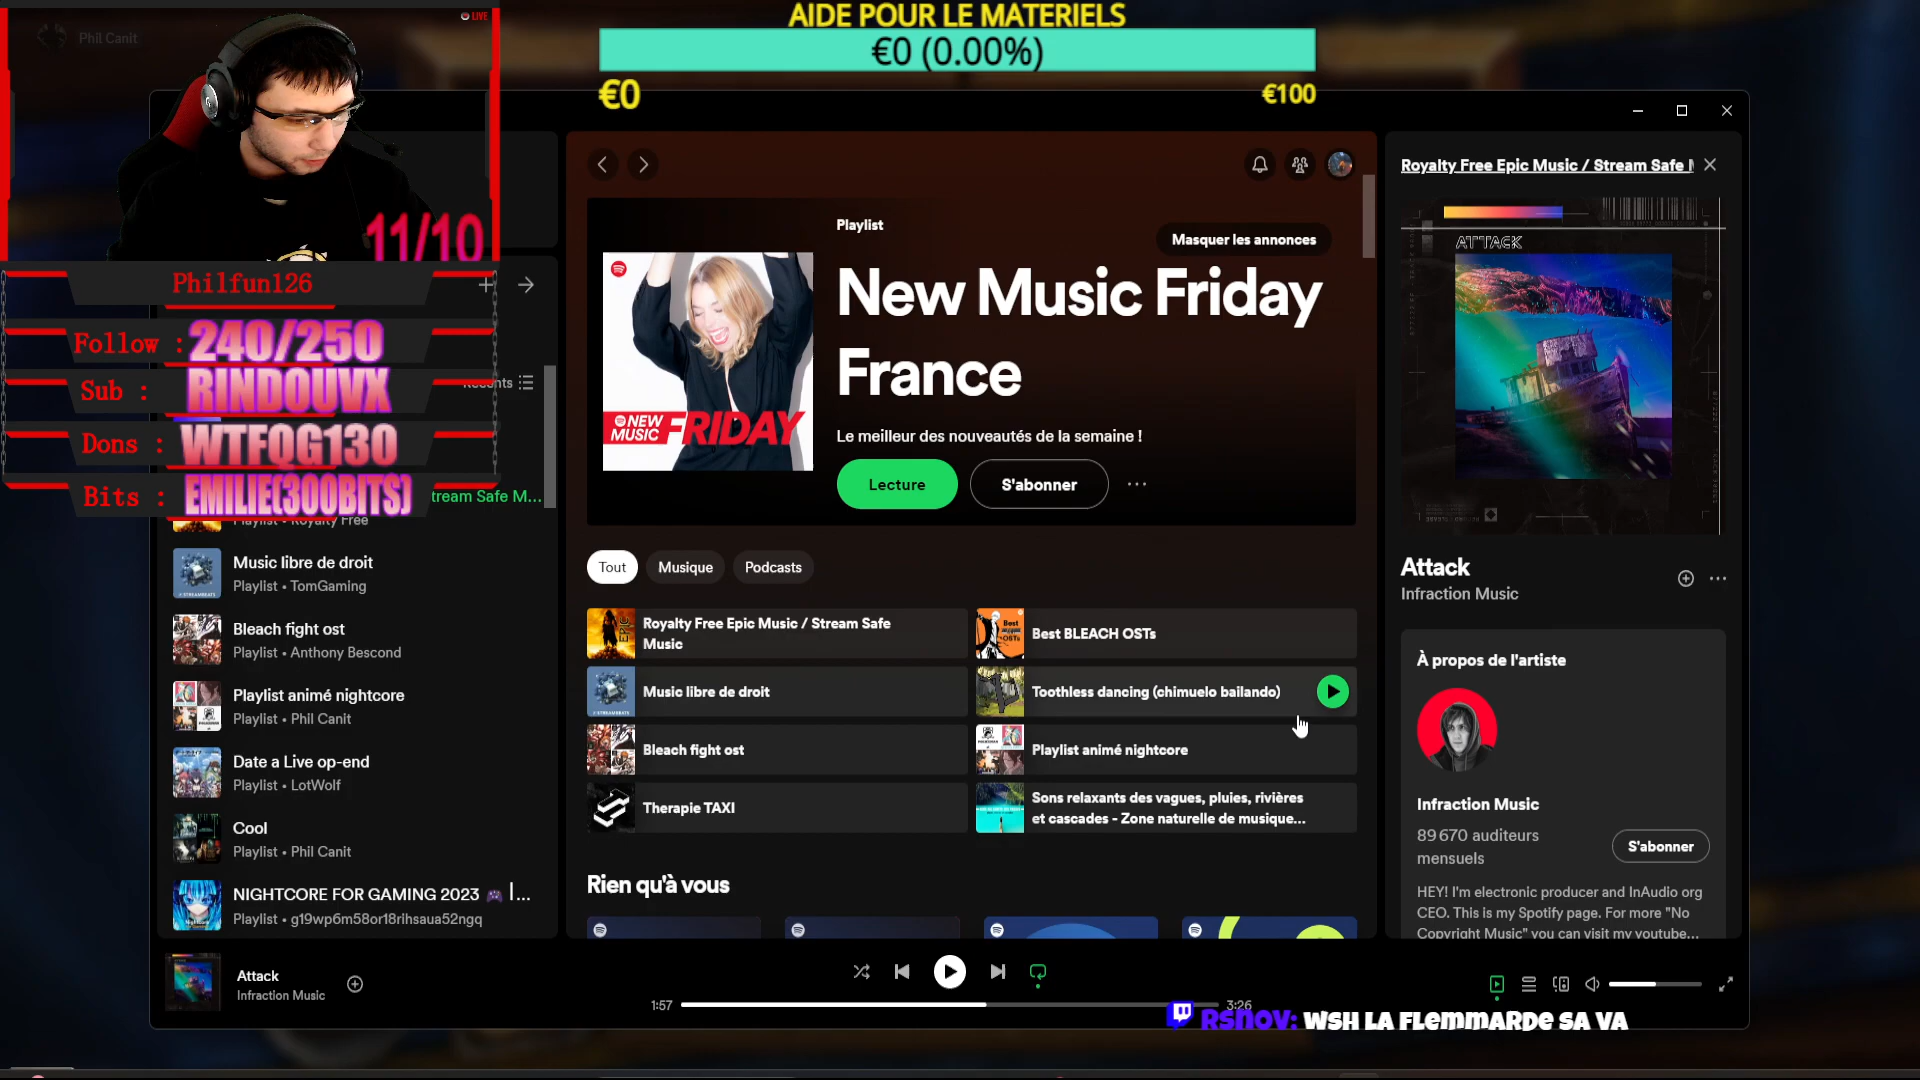 AIDE POUR LE MATERIELS
€0 (0.00%)
€0
€100
Phil Canit
LIVE
11/10
Philfun126
Follow : 240/250
Sub : RINDOUVX
Dons : WTFQG130
Bits : EMILIE(300BITS)
tream Safe M...
Playlist • Royalty Free
Music libre de droit
Playlist • TomGaming
Bleach fight ost
Playlist • Anthony Bescond
Playlist animé nightcore
Playlist • Phil Canit
Date a Live op-end
Playlist • LotWolf
Cool
Playlist • Phil Canit
NIGHTCORE FOR GAMING 2023 🎮 |...
Playlist • g19wp6m58or18rihsaua52ngq
Playlist
Masquer les annonces
New Music Friday
France
NEW
MUSIC FRIDAY
Le meilleur des nouveautés de la semaine !
Lecture
S'abonner
Tout
Musique
Podcasts
Royalty Free Epic Music / Stream Safe
Music
EPIC
Best BLEACH OSTs
Music libre de droit
Toothless dancing (chimuelo bailando)
Bleach fight ost
Playlist animé nightcore
Therapie TAXI
Sons relaxants des vagues, pluies, rivières
et cascades - Zone naturelle de musique...
Rien qu'à vous
Royalty Free Epic Music / Stream Safe
ATTACK
Attack
Infraction Music
À propos de l'artiste
Infraction Music
89 670 auditeurs
mensuels
S'abonner
HEY! I'm electronic producer and InAudio org
CEO. This is my Spotify page. For more "No
Copyright Music" you can visit my youtube...
Attack
Infraction Music
1:57
3:26
Rsnov: WSH LA FLEMMARDE SA VA